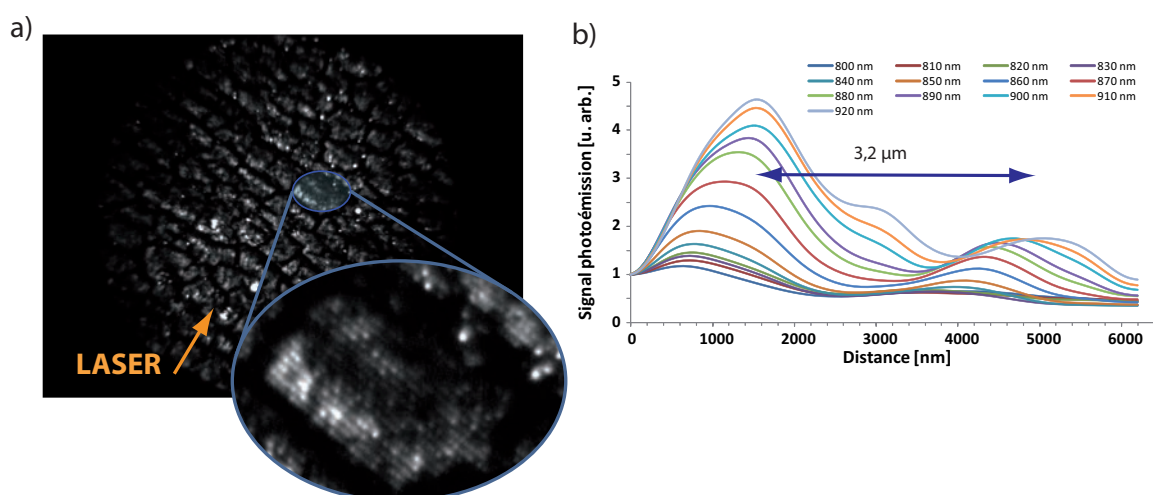 a)
LASER
b)
800 nm 810 nm 820 nm 830 nm
840 nm 850 nm 860 nm 870 nm
880 nm 890 nm 900 nm 910 nm
920 nm
Signal photoémission [u. arb.]
5
4
3
2
1
0
3,2 µm
0 1000 2000 3000 4000 5000 6000
Distance [nm]